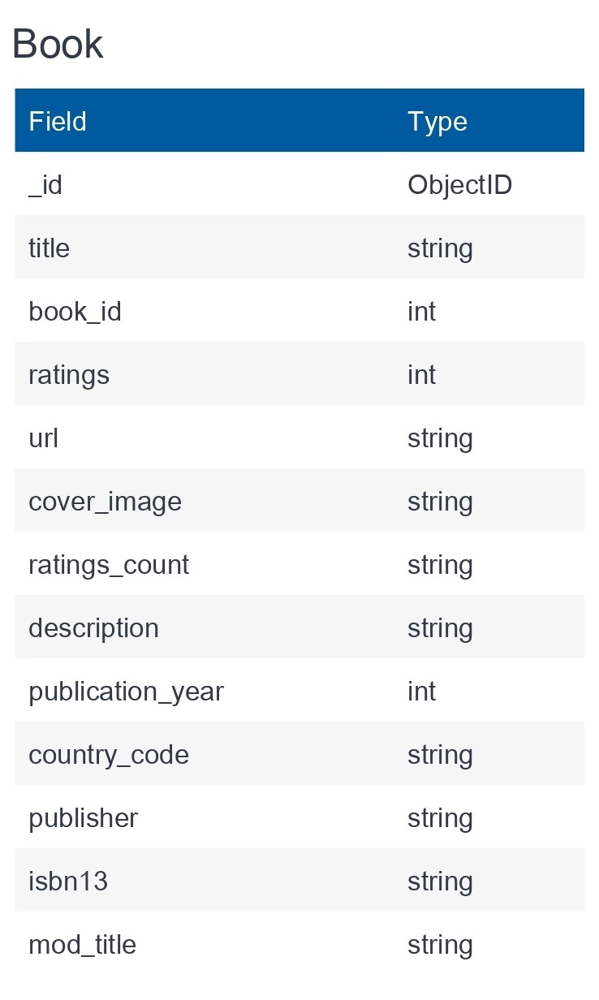 Book
Field Type
_id ObjectID
title string
book_id int
ratings int
url string
cover_image string
ratings_count string
description string
publication_year int
country_code string
publisher string
isbn13 string
mod_title string